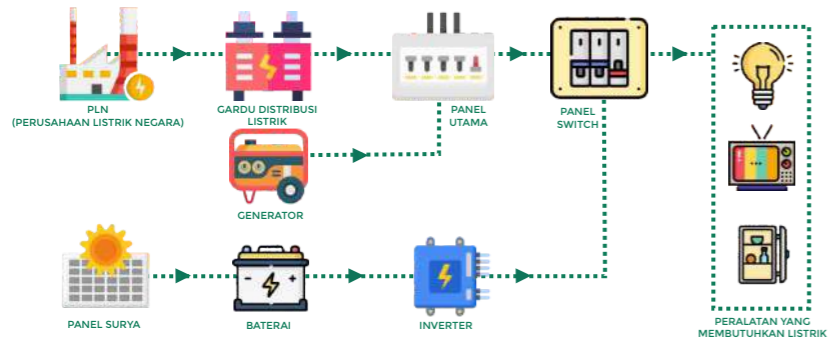 PLN
(PERUSAHAAN LISTRIK NEGARA)
GARDU DISTRIBUSI
LISTRIK
PANEL
UTAMA
PANEL
SWITCH
GENERATOR
PANEL SURYA
BATERAI
INVERTER
PERALATAN YANG
MEMBUTUHKAN LISTRIK